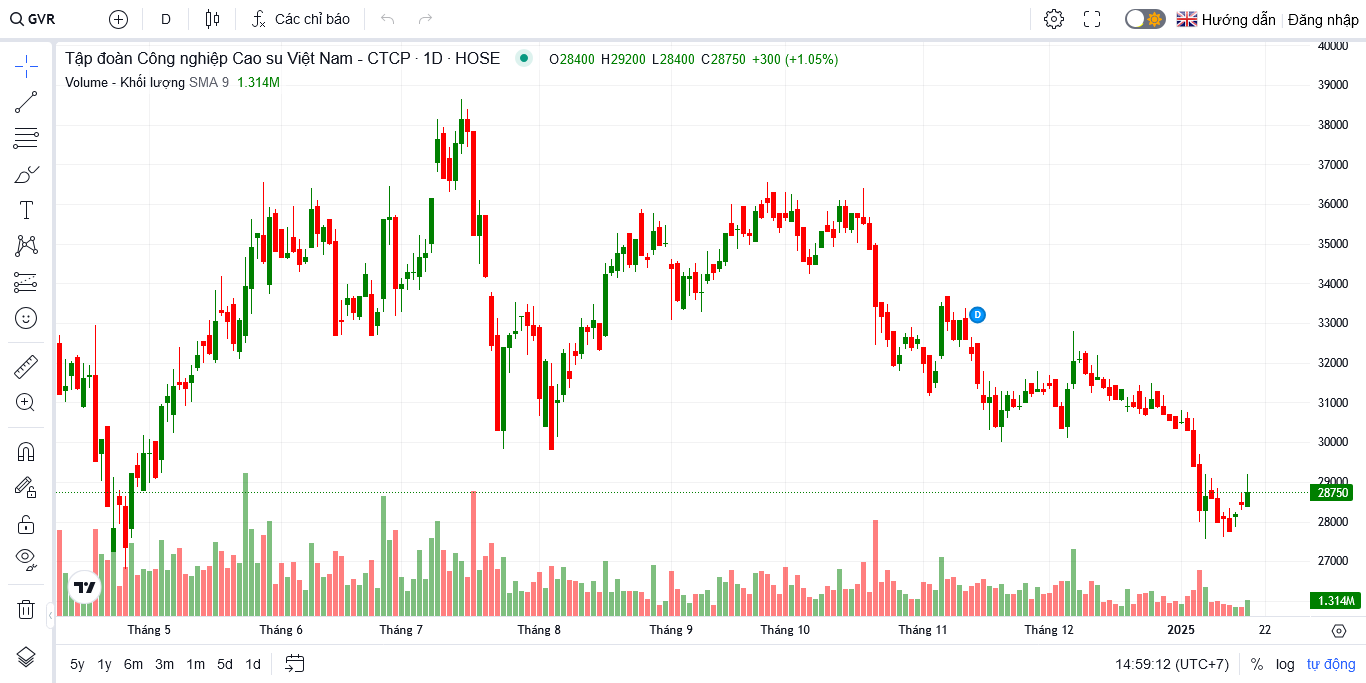 GVR D Các chỉ báo Hướng dẫn Đăng nhập
Tập đoàn Công nghiệp Cao su Việt Nam - CTCP · 1D · HOSE O28400 H29200 L28400 C28750 +300 (+1.05%)
Volume - Khối lượng SMA 9 1.314M
40000
39000
38000
37000
36000
35000
34000
D
33000
32000
31000
30000
29000
28750
28000
27000
1.314M
Tháng 5 Tháng 6 Tháng 7 Tháng 8 Tháng 9 Tháng 10 Tháng 11 Tháng 12 2025 22
5y 1y 6m 3m 1m 5d 1d 14:59:12 (UTC+7) % log tự động